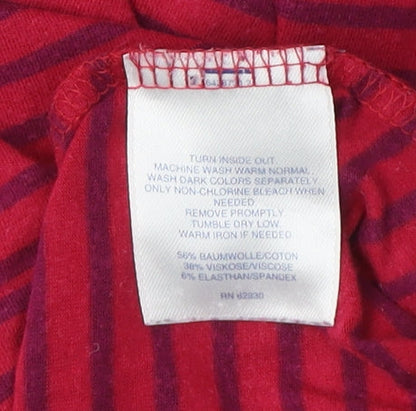 TURN INSIDE OUT.
MACHINE WASH WARM NORMAL.
WASH DARK COLORS SEPARATELY
ONLY NON-CHLORINE BLEACH WHEN
NEEDED
REMOVE PROMPTLY
TUMBLE DRY LOW.
WARM IRON IF NEEDED
56% BAUMWOLLE/COTTON
38% VISKOSE/VISCOSE
6% ELASTHAN/SPANDEX
RN 62930